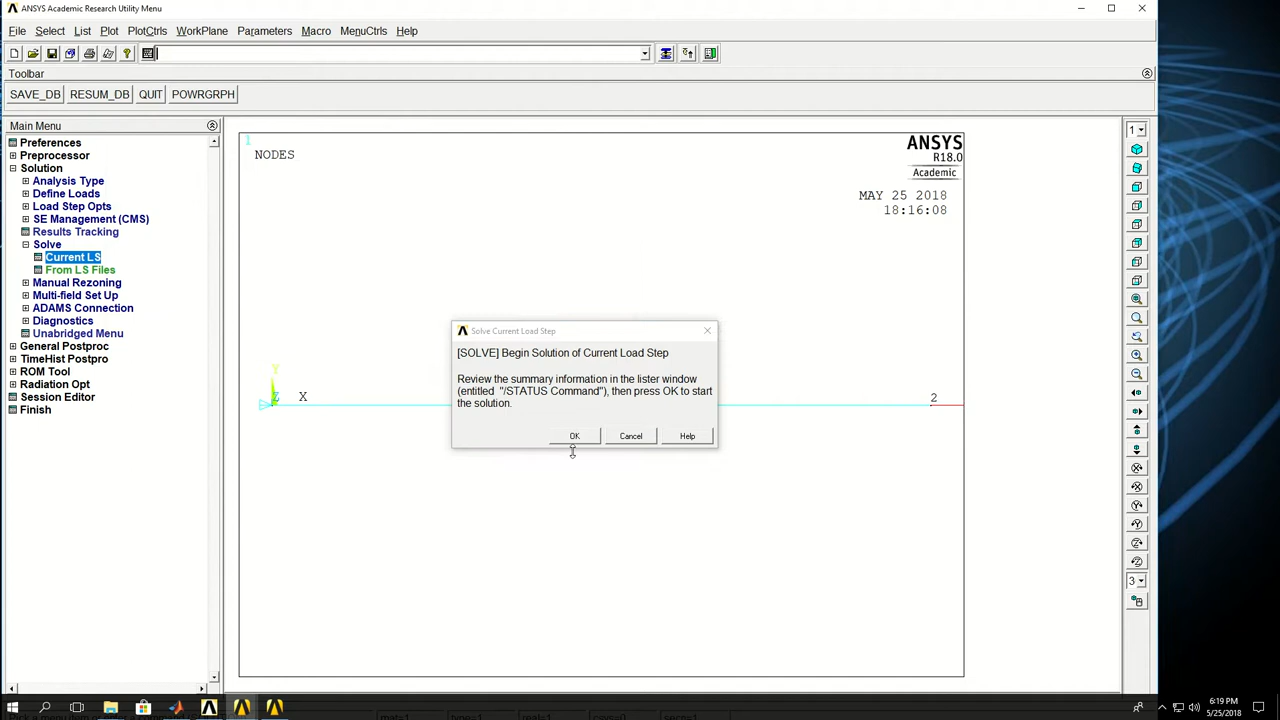 ANSYS Academic Research Utility Menu
File Select List Plot PlotCtrls WorkPlane Parameters Macro MenuCtrls Help
Toolbar
SAVE_DB RESUM_DB QUIT POWRGRPH
Main Menu
Preferences
Preprocessor
Solution
Analysis Type
Define Loads
Load Step Opts
SE Management (CMS)
Results Tracking
Solve
Current LS
From LS Files
Manual Rezoning
Multi-field Set Up
ADAMS Connection
Diagnostics
Unabridged Menu
General Postproc
TimeHist Postpro
ROM Tool
Radiation Opt
Session Editor
Finish
1
NODES
ANSYS
R18.0
Academic
MAY 25 2018
18:16:08
Y
Z X
2
Solve Current Load Step
[SOLVE] Begin Solution of Current Load Step
Review the summary information in the lister window
(entitled "/STATUS Command"), then press OK to start
the solution.
OK Cancel Help
1
3
6:19 PM
5/25/2018